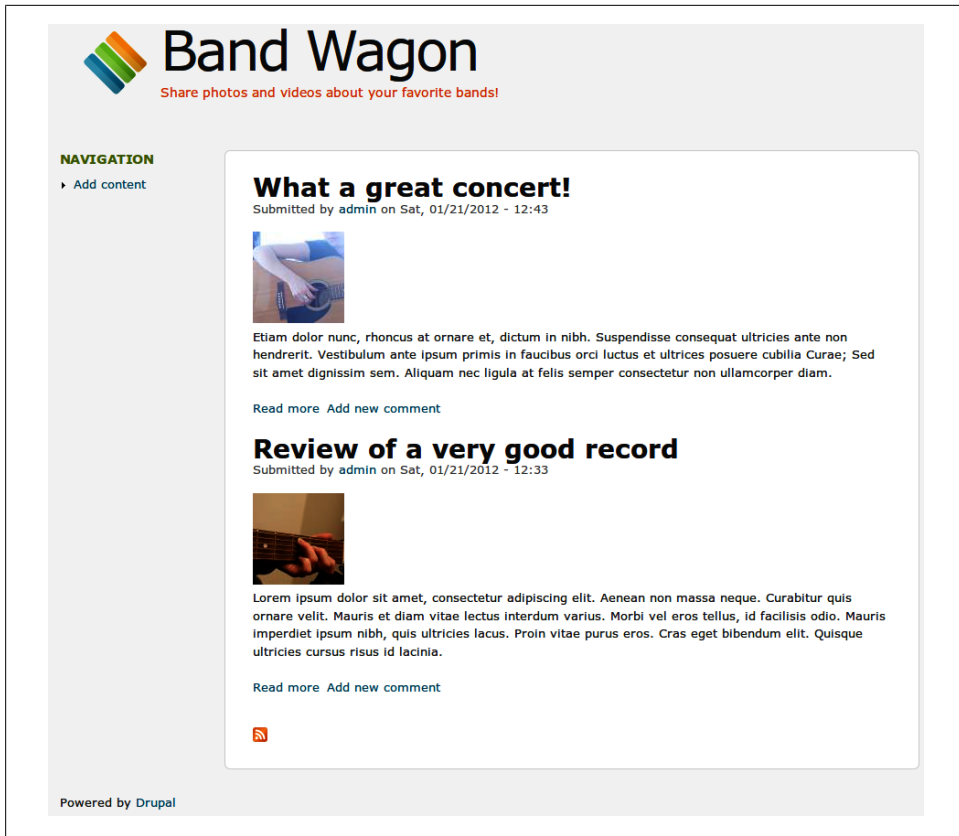 Band Wagon
Share photos and videos about your favorite bands!
NAVIGATION
Add content
What a great concert!
Submitted by admin on Sat, 01/21/2012 - 12:43
Etiam dolor nunc, rhoncus at ornare et, dictum in nibh. Suspendisse consequat ultricies ante non
hendrerit. Vestibulum ante ipsum primis in faucibus orci luctus et ultrices posuere cubilia Curae; Sed
sit amet dignissim sem. Aliquam nec ligula at felis semper consectetur non ullamcorper diam.
Read more Add new comment
Review of a very good record
Submitted by admin on Sat, 01/21/2012 - 12:33
Lorem ipsum dolor sit amet, consectetur adipiscing elit. Aenean non massa neque. Curabitur quis
ornare velit. Mauris et diam vitae lectus interdum varius. Morbi vel eros tellus, id facilisis odio. Mauris
imperdiet ipsum nibh, quis ultricies lacus. Proin vitae purus eros. Cras eget bibendum elit. Quisque
ultricies cursus risus id lacinia.
Read more Add new comment
Powered by Drupal